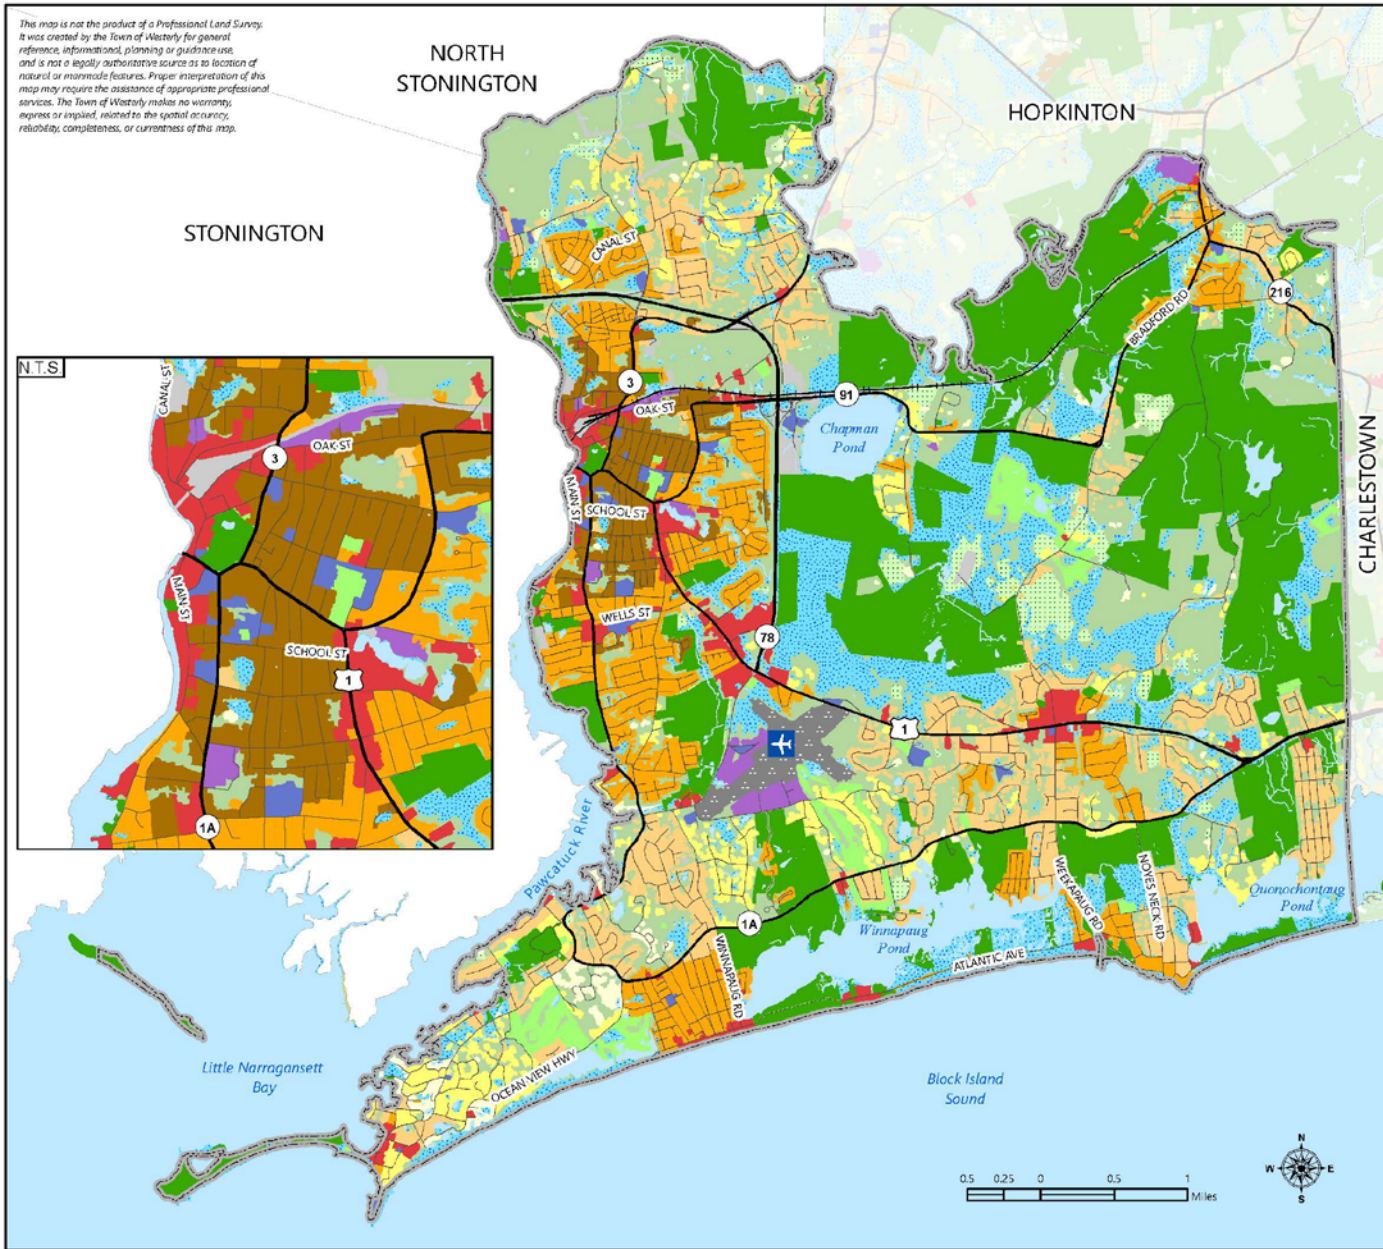 This map is not the product of a Professional Land Survey.
It was created by the Town of Westerly for general
reference, informational, planning or guidance use,
and is not a legally authoritative source as to location of
natural or manmade features. Proper interpretation of this
map may require the assistance of appropriate professional
services. The Town of Westerly makes no warranty,
express or implied, related to the spatial accuracy,
reliability, completeness, or currentness of this map.
NORTH
STONINGTON
HOPKINTON
STONINGTON
CANAL ST
216
BRADFORD RD
N.T.S.
CANAL ST
3
OAK ST
91
Chapman
Pond
OAK ST
3
CHARLESTOWN
MAIN ST
SCHOOL ST
MAIN ST
WELLS ST
78
SCHOOL ST
1
1
1A
Pawcatuck River
WEEKAPAUG RD
NOYES NECK RD
Quonochontaug
Pond
1A
Winnapaug
Pond
WINNAPAUG RD
ATLANTIC AVE
OCEAN VIEW HWY
Little Narragansett
Bay
Block Island
Sound
N
W
E
S
0.5
0.25
0
0.5
1
Miles